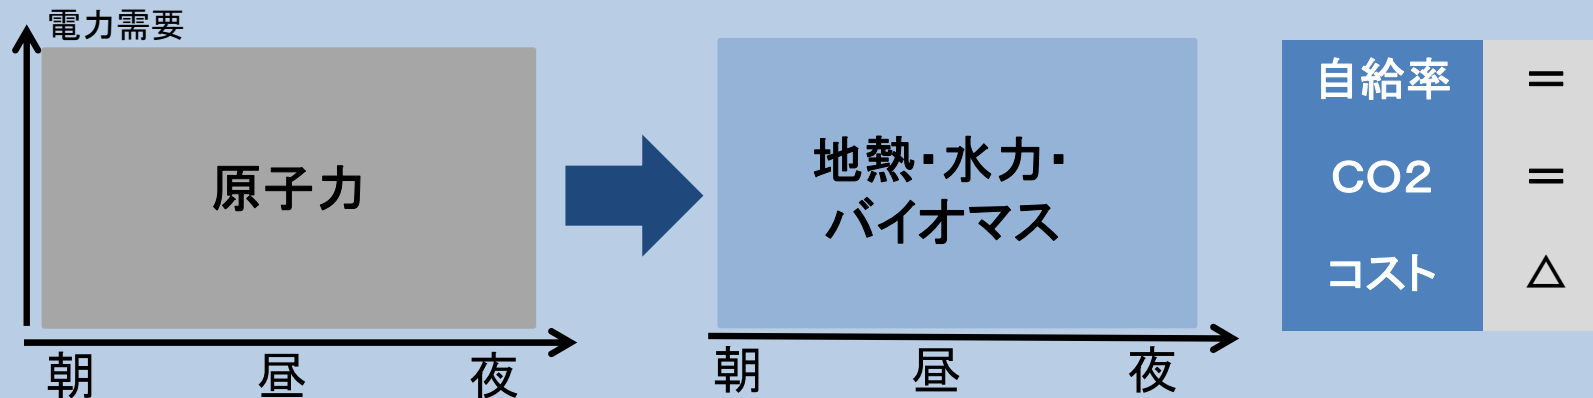 電力需要
原子力
朝 昼 夜
地熱・水力・
バイオマス
朝 昼 夜
自給率 =
CO2 =
コスト △